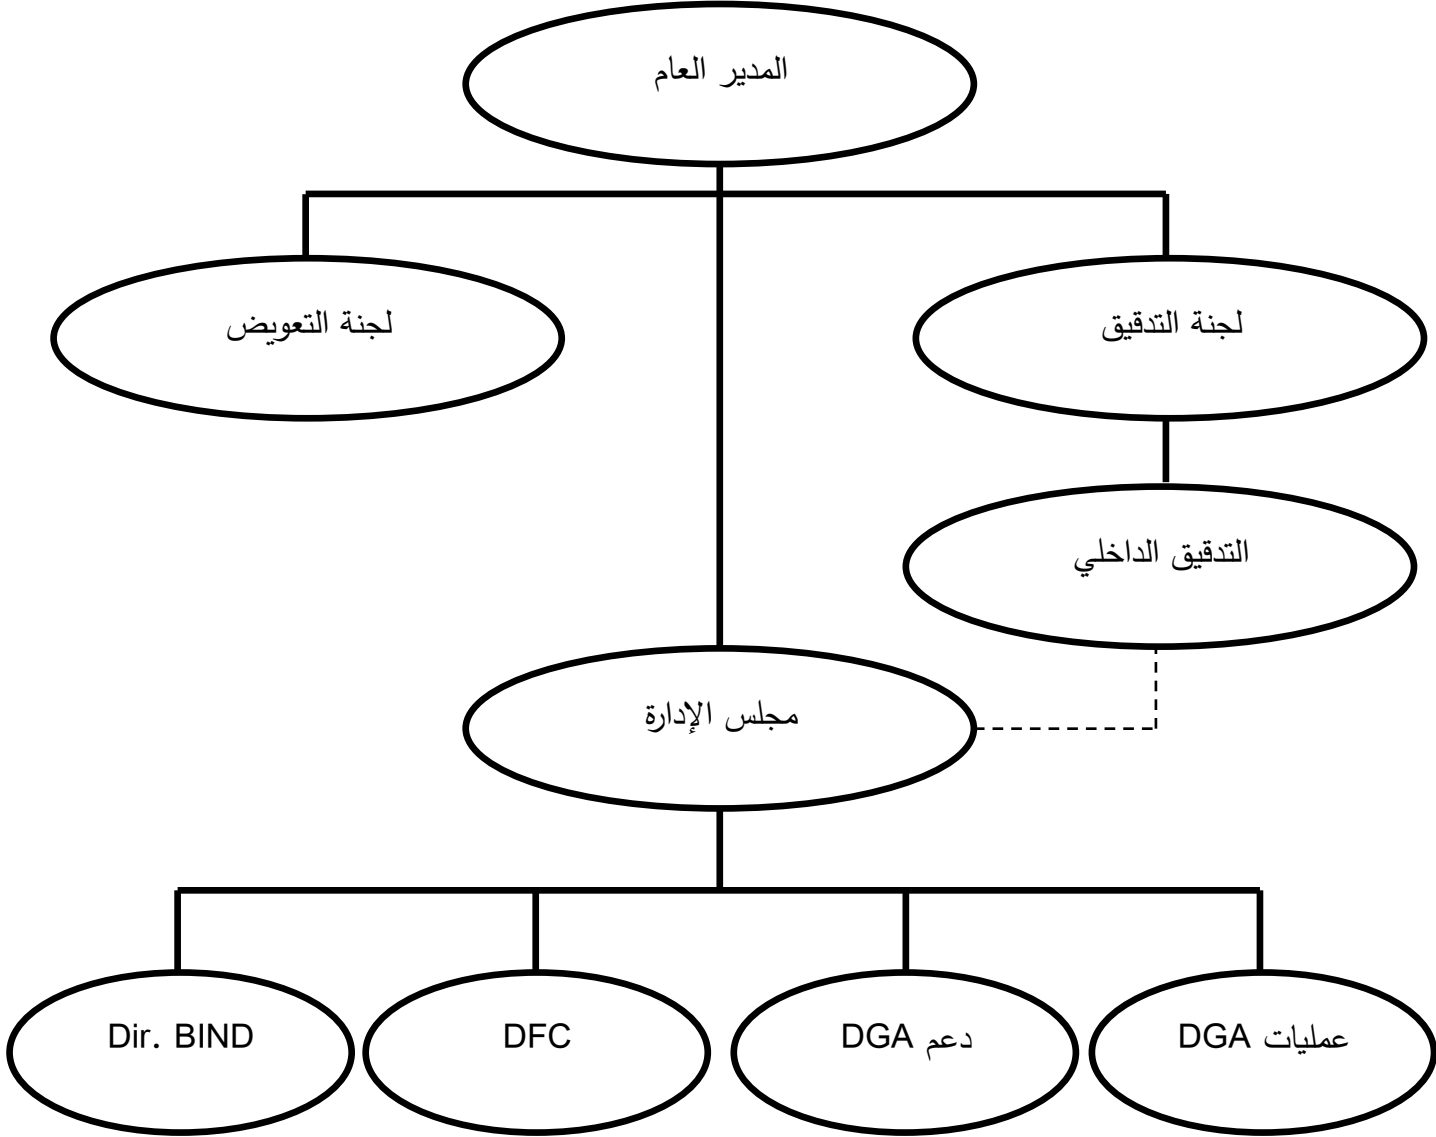 المدير العام
لجنة التدقيق
لجنة التعويض
التدقيق الداخلي
مجلس الإدارة
عمليات DGA
دعم DGA
DFC
Dir. BIND